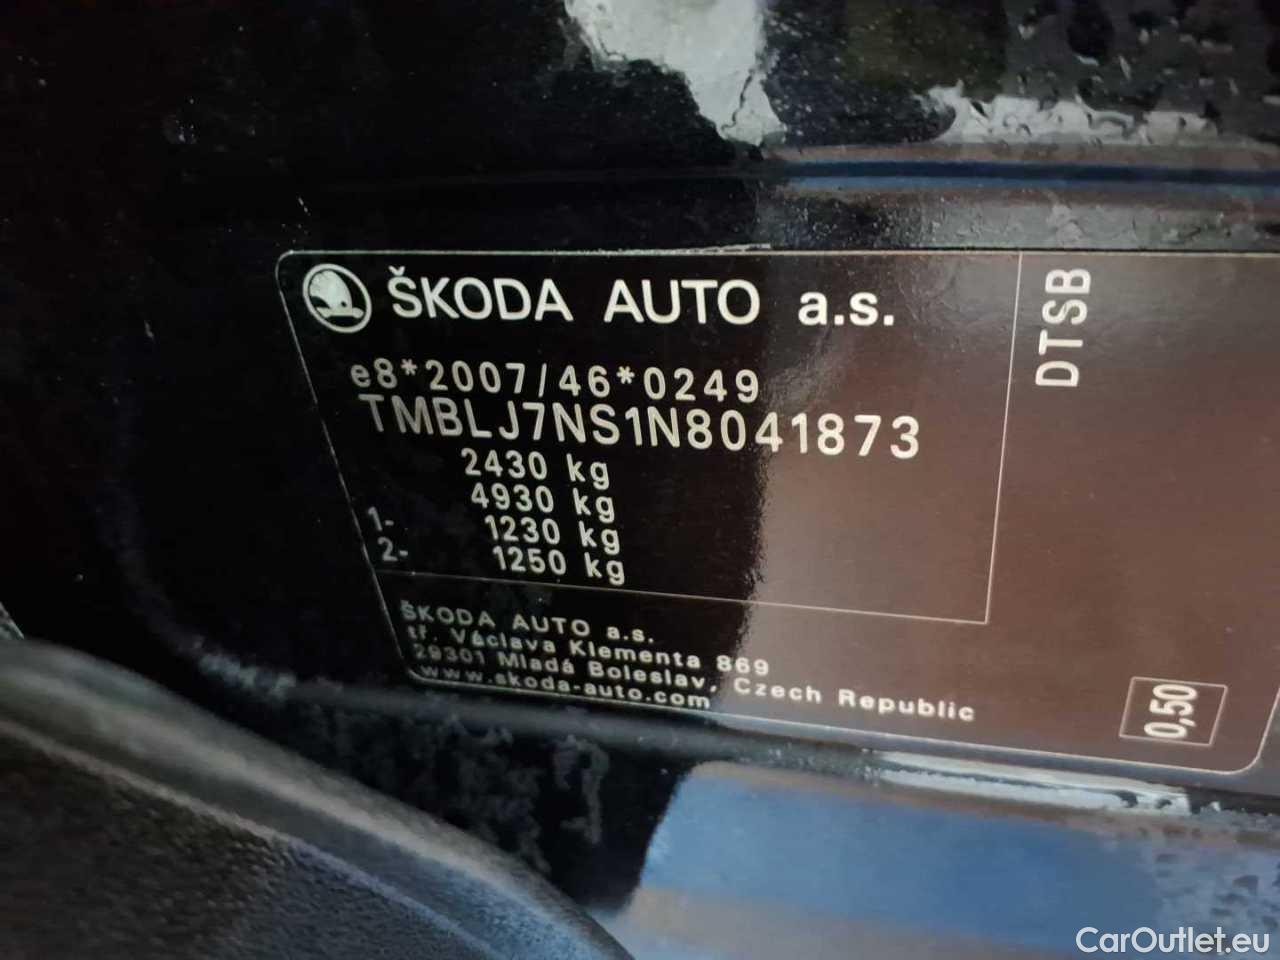 ŠKODA AUTO a.s.
DTSB
e8*2007/46*0249
TMBLJ7NS1N8041873
2430 kg
4930 kg
1- 1230 kg
2- 1250 kg
ŠKODA AUTO a.s.
tř. Václava Klementa 869
29301 Mladá Boleslav, Czech Republic
www.skoda-auto.com
0,50
CarOutlet.eu